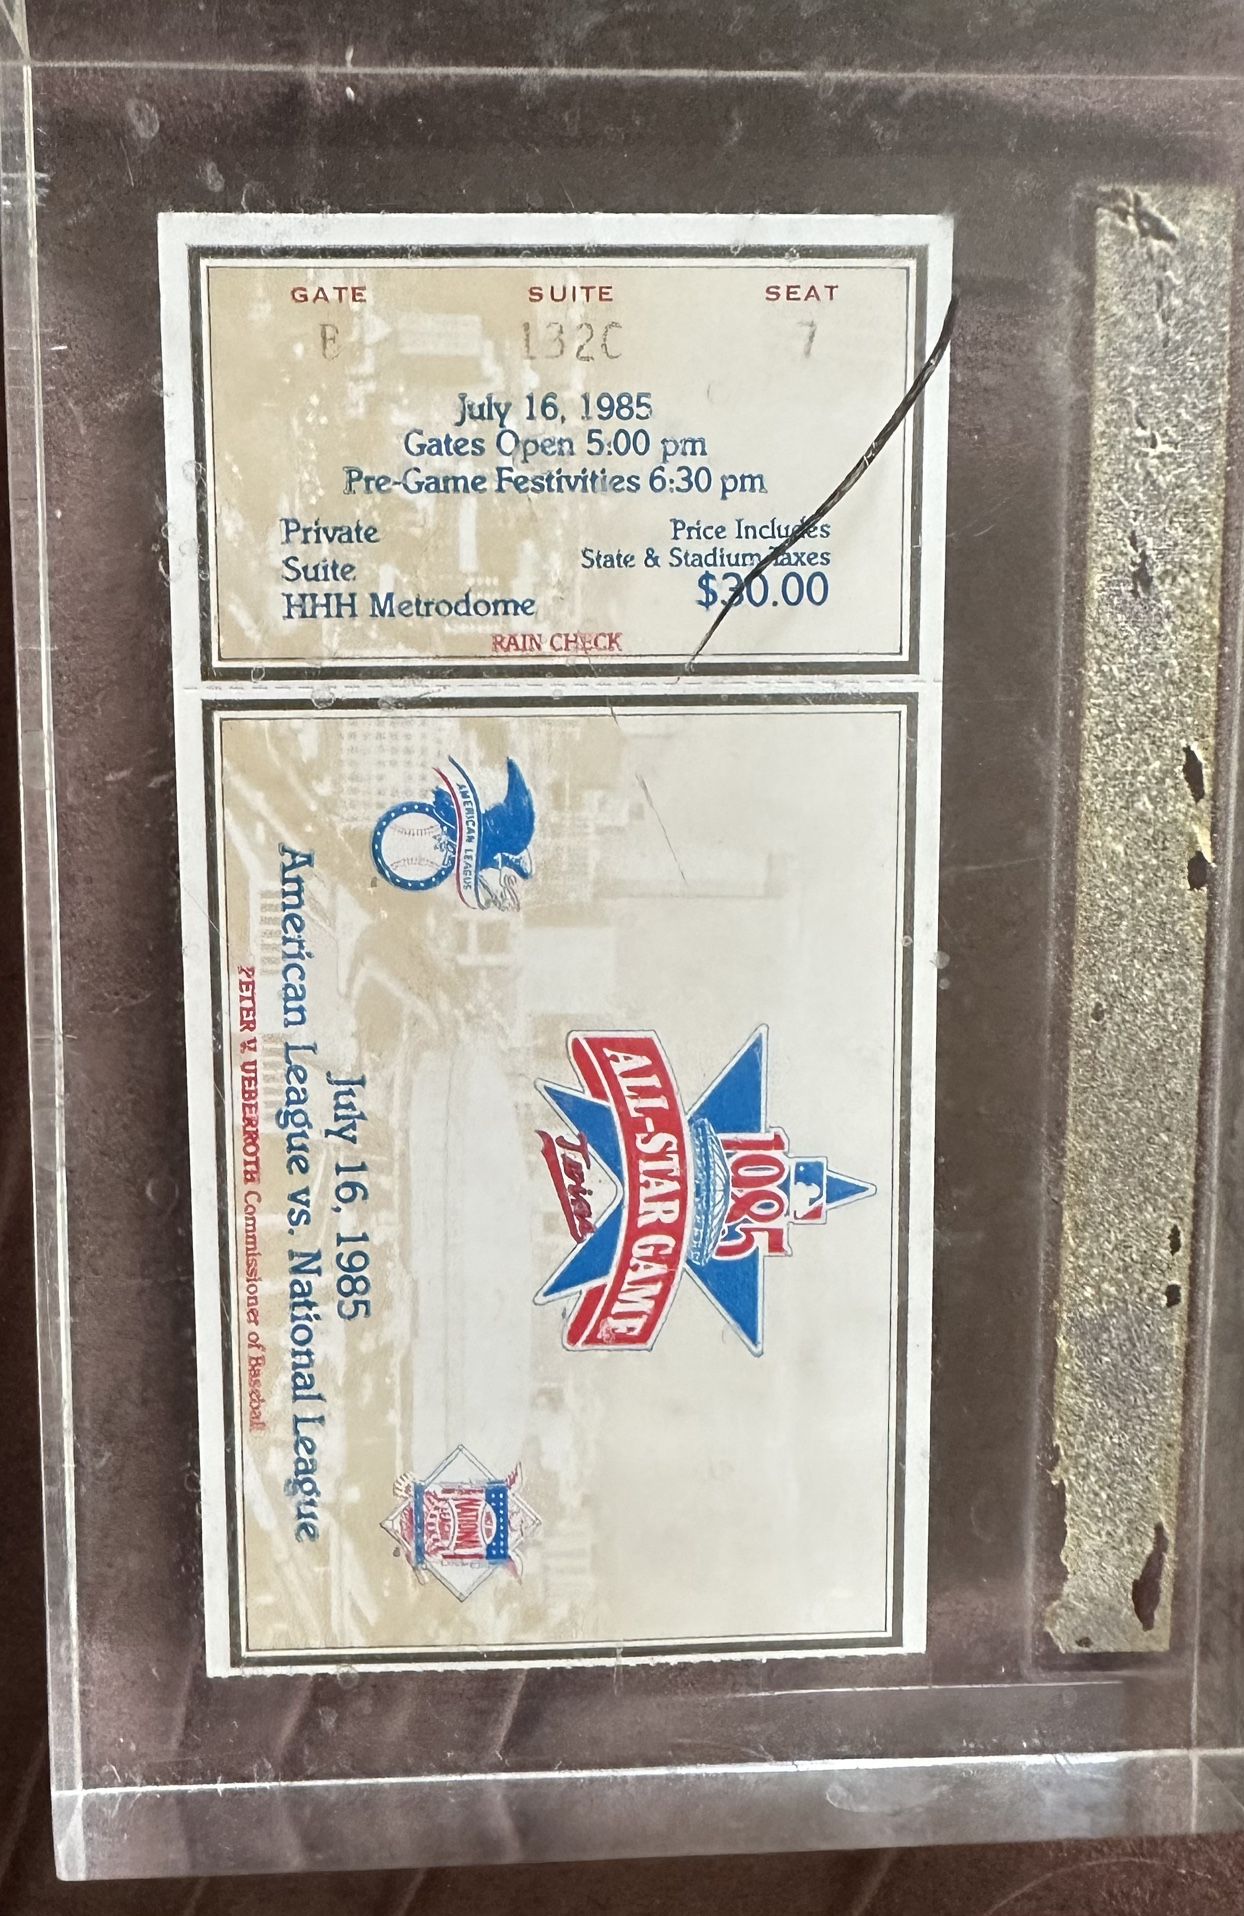 GATE SUITE SEAT
B 132C 7
July 16, 1985
Gates Open 5:00 pm
Pre-Game Festivities 6:30 pm
Private
Suite
HHH Metrodome
Price Includes
State & Stadium Taxes
$30.00
RAIN CHECK
1985
ALL-STAR GAME
Twins
AMERICAN LEAGUE
NATIONAL
LEAGUE
July 16, 1985
American League vs. National League
PETER V. UEBERROTH Commissioner of Baseball